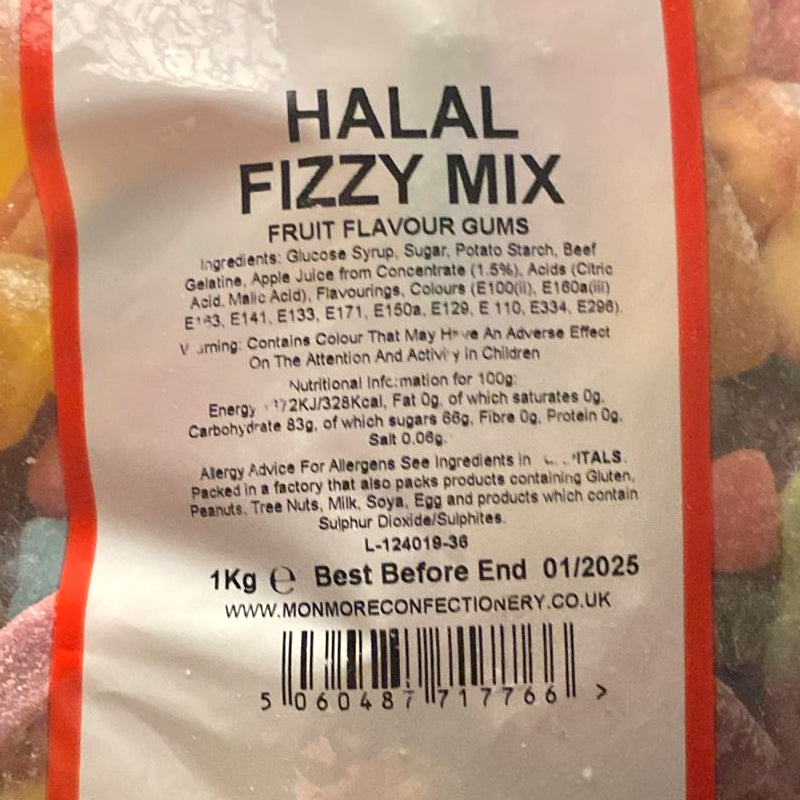 HALAL
FIZZY MIX
FRUIT FLAVOUR GUMS
Ingredients: Glucose Syrup, Sugar, Potato Starch, Beef
Gelatine, Apple Juice from Concentrate (1.5%), Acids (Citric
Acid, Malic Acid), Flavourings, Colours (E100(ii), E160a(iii)
E141, E133, E171, E150a, E129, E 110, E334, E296).
Contains Colour That May Have An Adverse Effect
On The Attention And Activity in Children
Nutritional Information for 100g:
Energy 328Kcal, Fat 0g, of which saturates 0g,
Carbohydrate 83g, of which sugars 66g, Fibre 0g, Protein 0g,
Salt 0.06g.
Allergy Advice For Allergens See Ingredients in
Packed in a factory that also packs products containing Gluten,
Peanuts, Tree Nuts, Milk, Soya, Egg and products which contain
Sulphur Dioxide/Sulphites.
L-124019-36
1Kg ℮ Best Before End 01/2025
WWW.MONMORECONFECTIONERY.CO.UK
5 060487 717766 >